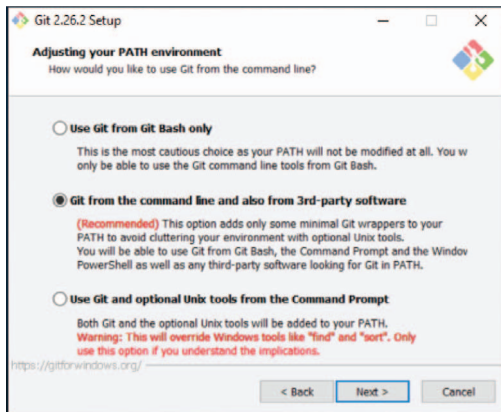 Git 2.26.2 Setup
Adjusting your PATH environment
How would you like to use Git from the command line?
Use Git from Git Bash only
This is the most cautious choice as your PATH will not be modified at all. You w
only be able to use the Git command line tools from Git Bash.
Git from the command line and also from 3rd-party software
(Recommended) This option adds only some minimal Git wrappers to your
PATH to avoid cluttering your environment with optional Unix tools.
You will be able to use Git from Git Bash, the Command Prompt and the Window
PowerShell as well as any third-party software looking for Git in PATH.
Use Git and optional Unix tools from the Command Prompt
Both Git and the optional Unix tools will be added to your PATH.
Warning: This will override Windows tools like "find" and "sort". Only
use this option if you understand the implications.
https://gitforwindows.org/
< Back Next > Cancel